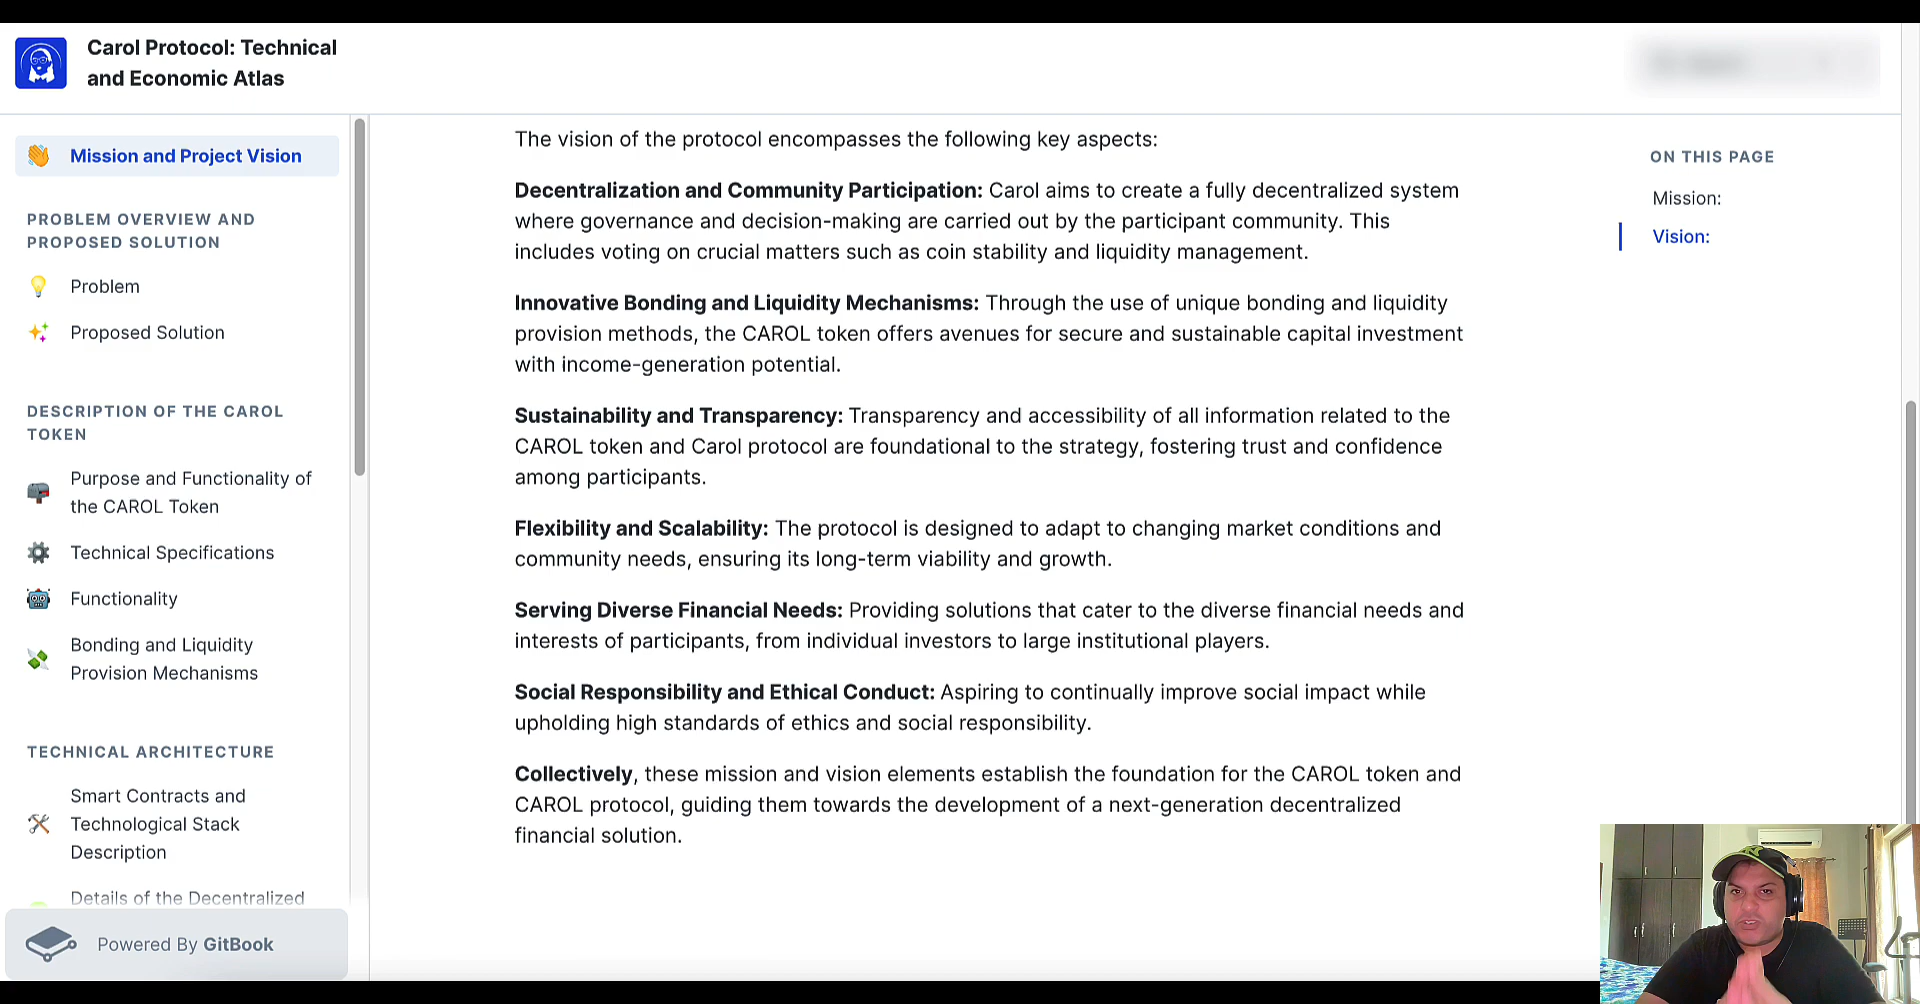 Carol Protocol: Technical
and Economic Atlas
Mission and Project Vision
PROBLEM OVERVIEW AND
PROPOSED SOLUTION
Problem
Proposed Solution
DESCRIPTION OF THE CAROL
TOKEN
Purpose and Functionality of
the CAROL Token
Technical Specifications
Functionality
Bonding and Liquidity
Provision Mechanisms
TECHNICAL ARCHITECTURE
Smart Contracts and
Technological Stack
Description
Details of the Decentralized
Powered By GitBook
The vision of the protocol encompasses the following key aspects:
Decentralization and Community Participation: Carol aims to create a fully decentralized system
where governance and decision-making are carried out by the participant community. This
includes voting on crucial matters such as coin stability and liquidity management.
Innovative Bonding and Liquidity Mechanisms: Through the use of unique bonding and liquidity
provision methods, the CAROL token offers avenues for secure and sustainable capital investment
with income-generation potential.
Sustainability and Transparency: Transparency and accessibility of all information related to the
CAROL token and Carol protocol are foundational to the strategy, fostering trust and confidence
among participants.
Flexibility and Scalability: The protocol is designed to adapt to changing market conditions and
community needs, ensuring its long-term viability and growth.
Serving Diverse Financial Needs: Providing solutions that cater to the diverse financial needs and
interests of participants, from individual investors to large institutional players.
Social Responsibility and Ethical Conduct: Aspiring to continually improve social impact while
upholding high standards of ethics and social responsibility.
Collectively, these mission and vision elements establish the foundation for the CAROL token and
CAROL protocol, guiding them towards the development of a next-generation decentralized
financial solution.
ON THIS PAGE
Mission:
Vision: